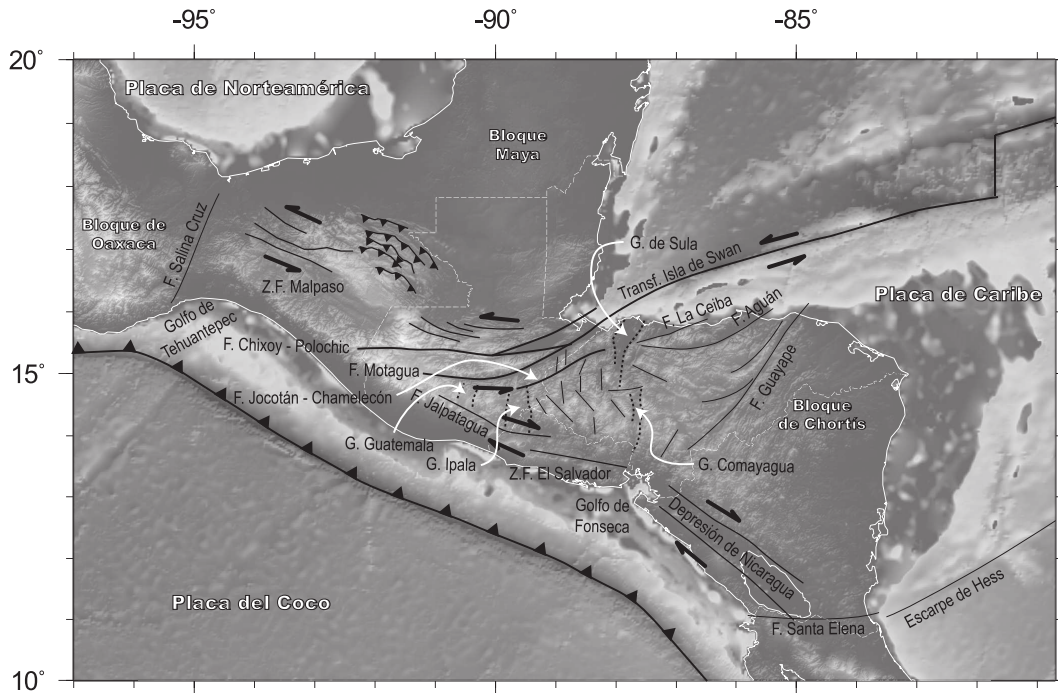 -95°
-90°
-85°
20°
Placa de Norteamérica
Bloque
Maya
Bloque de
Oaxaca
F. Salina Cruz
G. de Sula
Transf. Isla de Swan
Z.F. Malpaso
Placa de Caribe
F. La Ceiba
F. Aguán
Golfo de
Tehuantepec
F. Chixoy - Polochic
15°
F. Motagua
F. Guayape
F. Jocotán - Chamelecón
F. Jalpatagua
Bloque
de Chortís
G. Guatemala
G. Ipala
Z.F. El Salvador
G. Comayagua
Golfo de
Fonseca
Depresión de Nicaragua
Placa del Coco
Escarpe de Hess
F. Santa Elena
10°